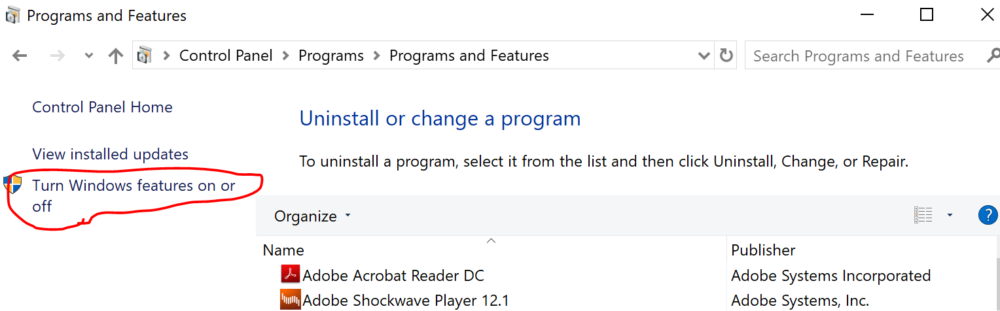 Programs and Features
Control Panel Programs Programs and Features
Search Programs and Features
Control Panel Home
View installed updates
Turn Windows features on or
off
Uninstall or change a program
To uninstall a program, select it from the list and then click Uninstall, Change, or Repair.
Organize
?
Name Publisher
Adobe Acrobat Reader DC Adobe Systems Incorporated
Adobe Shockwave Player 12.1 Adobe Systems, Inc.